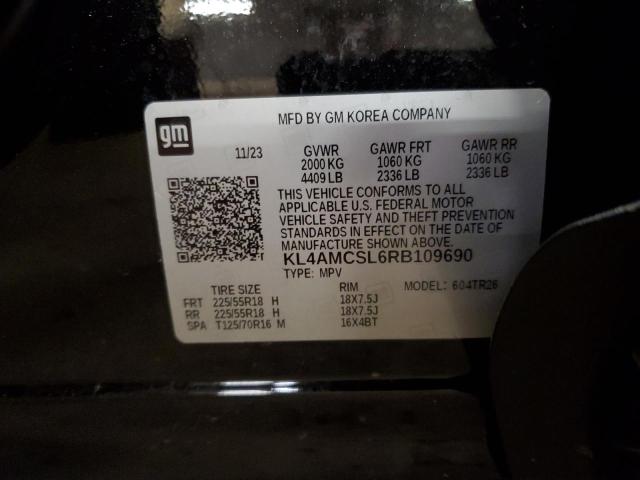 MFD BY GM KOREA COMPANY
gm
11/23 GVWR GAWR FRT GAWR RR
2000 KG 1060 KG 1060 KG
4409 LB 2336 LB 2336 LB
THIS VEHICLE CONFORMS TO ALL
APPLICABLE U.S. FEDERAL MOTOR
VEHICLE SAFETY AND THEFT PREVENTION
STANDARDS IN EFFECT ON THE DATE OF
MANUFACTURE SHOWN ABOVE.
KL4AMCSL6RB109690
TYPE: MPV
TIRE SIZE RIM MODEL: 604TR26
FRT 225/55R18 H 18X7.5J
RR 225/55R18 H 18X7.5J
SPA T125/70R16 M 16X4BT